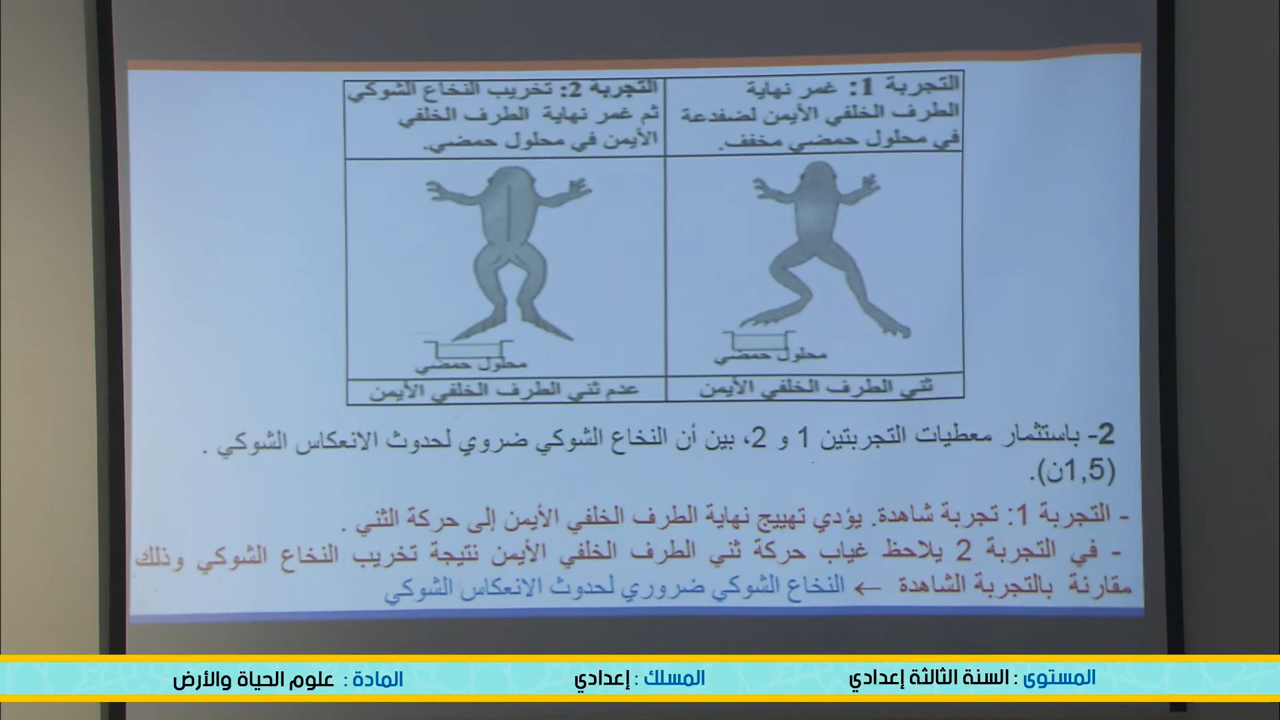 التجربة 1: غمر نهاية
الطرف الخلفي الأيمن لضفدعة
في محلول حمضي مخفف.
التجربة 2: تخريب النخاع الشوكي
ثم غمر نهاية الطرف الخلفي
الأيمن في محلول حمضي.
محلول حمضي
محلول حمضي
ثني الطرف الخلفي الأيمن
عدم ثني الطرف الخلفي الأيمن
2- باستثمار معطيات التجربتين 1 و 2، بين أن النخاع الشوكي ضروي لحدوث الانعكاس الشوكي .
(1,5ن).
- التجربة 1: تجربة شاهدة. يؤدي تهييج نهاية الطرف الخلفي الأيمن إلى حركة الثني .
- في التجربة 2 يلاحظ غياب حركة ثني الطرف الخلفي الأيمن نتيجة تخريب النخاع الشوكي وذلك
مقارنة بالتجربة الشاهدة ← النخاع الشوكي ضروري لحدوث الانعكاس الشوكي
المستوى : السنة الثالثة إعدادي المسلك : إعدادي المادة : علوم الحياة والأرض